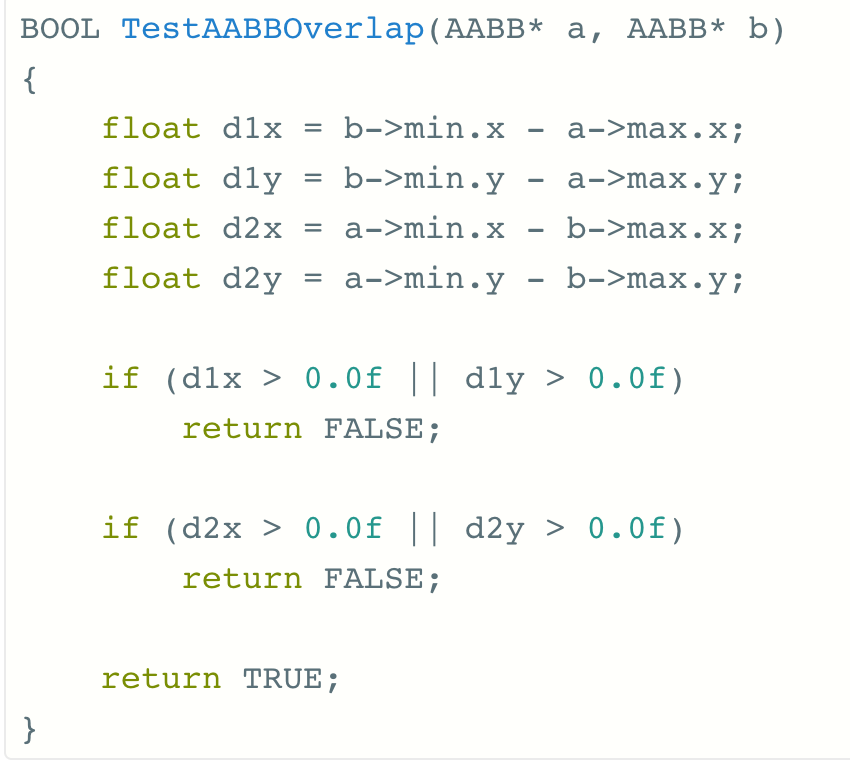 BOOL TestAABBOverlap(AABB* a, AABB* b)
{
    float d1x = b->min.x - a->max.x;
    float d1y = b->min.y - a->max.y;
    float d2x = a->min.x - b->max.x;
    float d2y = a->min.y - b->max.y;

    if (d1x > 0.0f || d1y > 0.0f)
        return FALSE;

    if (d2x > 0.0f || d2y > 0.0f)
        return FALSE;

    return TRUE;
}